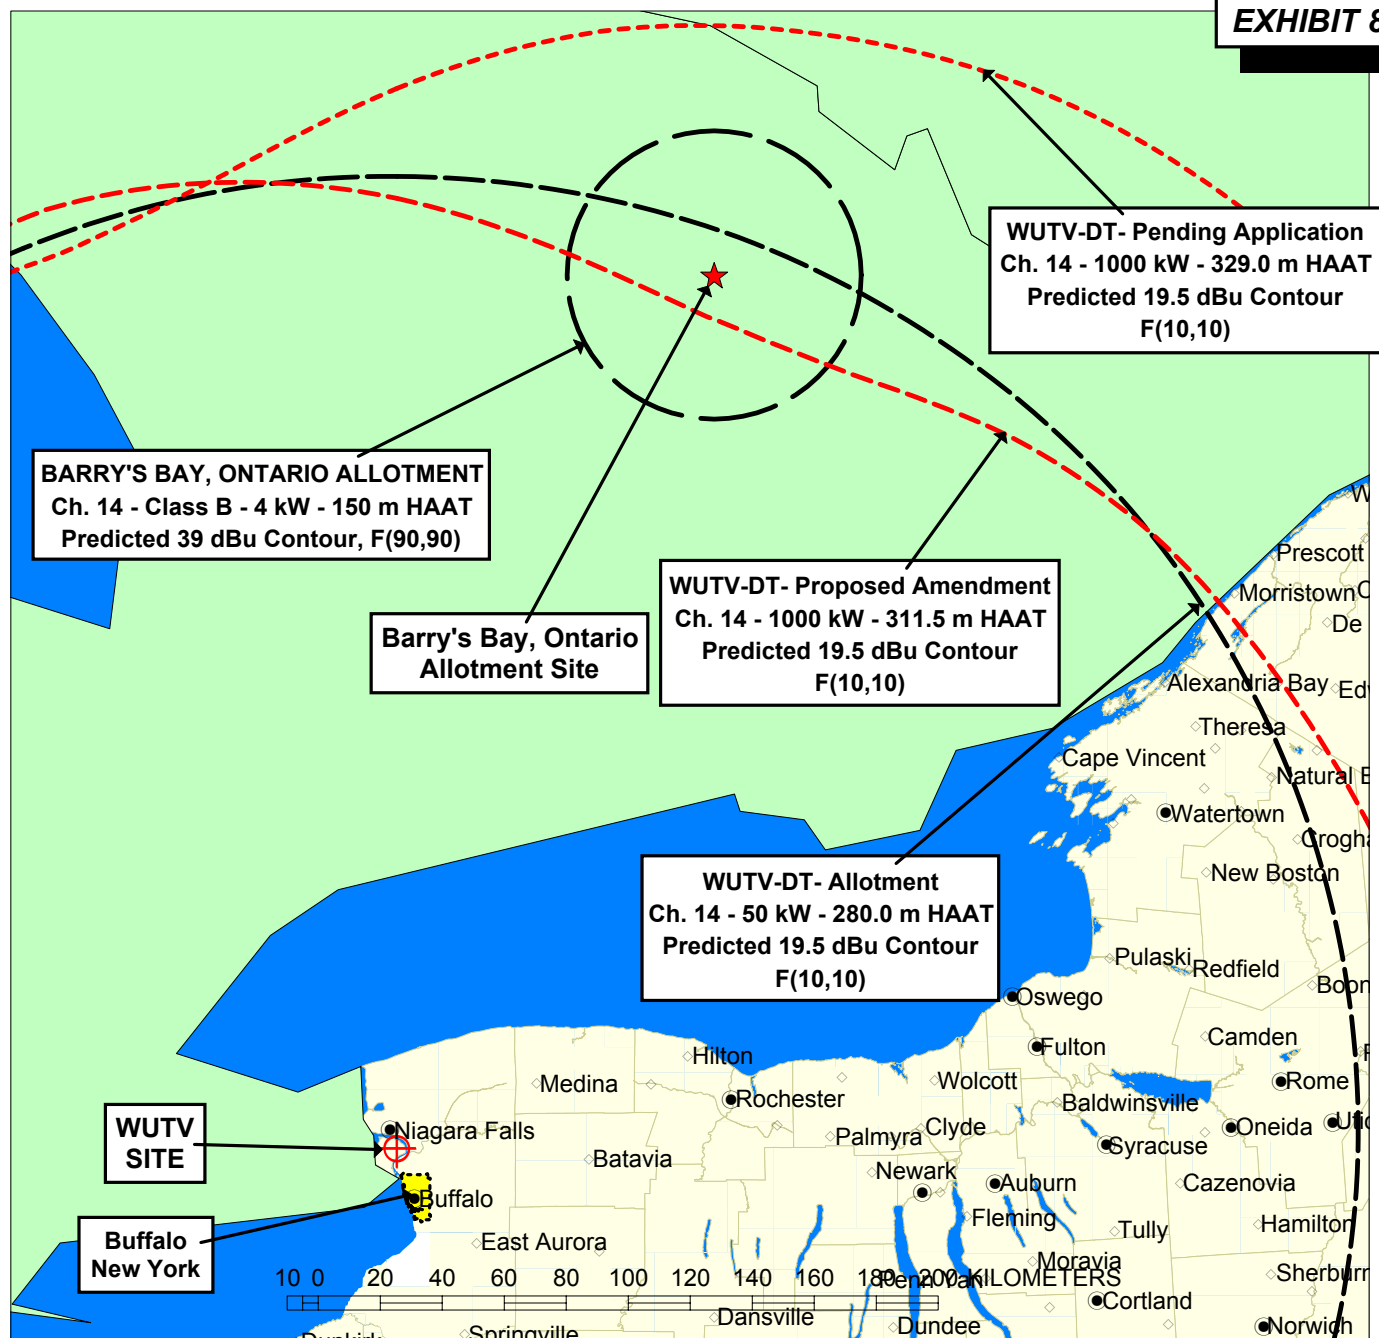 EXHIBIT 8
WUTV-DT- Pending Application
Ch. 14 - 1000 kW - 329.0 m HAAT
Predicted 19.5 dBu Contour
F(10,10)
BARRY'S BAY, ONTARIO ALLOTMENT
Ch. 14 - Class B - 4 kW - 150 m HAAT
Predicted 39 dBu Contour, F(90,90)
WUTV-DT- Proposed Amendment
Ch. 14 - 1000 kW - 311.5 m HAAT
Predicted 19.5 dBu Contour
F(10,10)
Barry's Bay, Ontario
Allotment Site
Prescott
Morristown
De
Alexandria Bay
Theresa
Cape Vincent
Natural
Watertown
New Boston
WUTV-DT- Allotment
Ch. 14 - 50 kW - 280.0 m HAAT
Predicted 19.5 dBu Contour
F(10,10)
Pulaski
Redfield
Oswego
Camden
Fulton
Hilton
Medina
Wolcott
Rome
Rochester
Baldwinsville
WUTV
SITE
Niagara Falls
Palmyra
Clyde
Syracuse
Oneida
Batavia
Newark
Auburn
Cazenovia
Buffalo
Fleming
Tully
Hamilton
Buffalo
New York
East Aurora
Moravia
10 0 20 40 60 80 100 120 140 160 180 200 KILOMETERS
Penn Yan
Cortland
Dansville
Dundee
Norwich
Springville